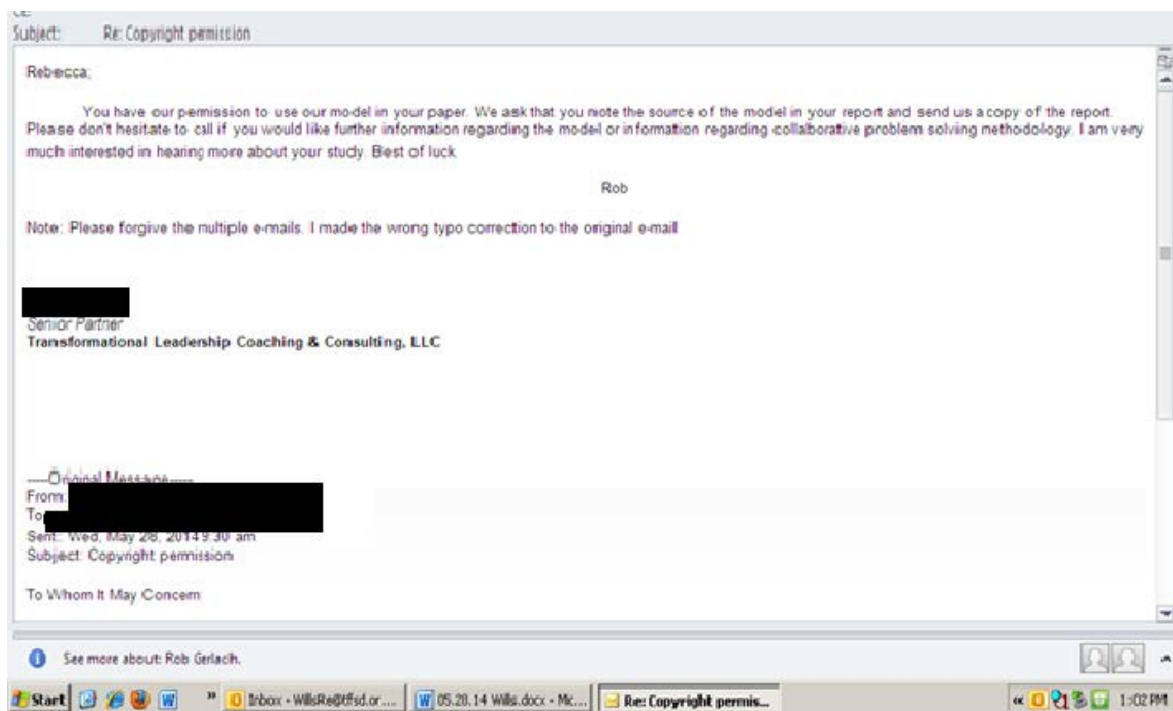 Subject: Re: Copyright permission
Rebecca;
You have our permission to use our model in your paper. We ask that you note the source of the model in your report and send us a copy of the report.
Please don't hesitate to call if you would like further information regarding the model or information regarding collaborative problem solving methodology. I am very
much interested in hearing more about your study. Best of luck
Rob
Note: Please forgive the multiple e-mails. I made the wrong typo correction to the original e-mail
Senior Partner
Transformational Leadership Coaching & Consulting, LLC
-----Original Message-----
From:
To
Sent: Wed, May 28, 2014 9:30 am
Subject: Copyright permission
To Whom It May Concern
See more about: Rob Gerlach.
Start
Inbox - WillsRe@tffsd.or....
05.28.14 Wills.docx - Mc....
Re: Copyright permis...
1:02 PM